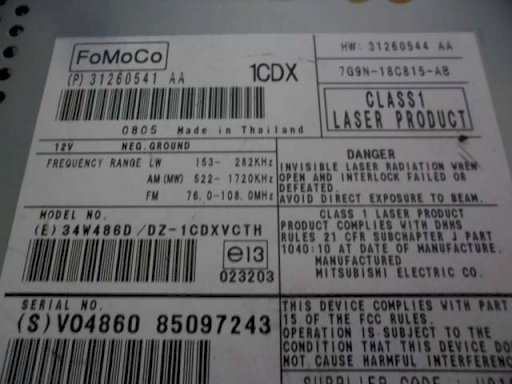 FoMoCo
(P) 31260541 AA
1CDX
HW: 31260544 AA
7G9N-18C815-AB
CLASS1
LASER PRODUCT
0805 Made in Thailand
12V NEG. GROUND
FREQUENCY RANGE LW 153- 282KHz
AM(MW) 522- 1720KHz
FM 76.0-108.0MHz
DANGER
INVISIBLE LASER RADIATION WHEN
OPEN AND INTERLOCK FAILED OR
DEFEATED.
AVOID DIRECT EXPOSURE TO BEAM.
MODEL NO.
(E) 34W486D/DZ-1CDXVCTH
e13
023203
CLASS 1 LASER PRODUCT
PRODUCT COMPLIES WITH DHHS
RULES 21 CFR SUBCHAPTER J PART
1040:10 AT DATE OF MANUFACTURE.
MANUFACTURED
MITSUBISHI ELECTRIC CO.
SERIAL NO.
(S)V04860 85097243
THIS DEVICE COMPLIES WITH PART
15 OF THE FCC RULES.
OPERATION IS SUBJECT TO THE
CONDITION THAT THIS DEVICE DO
NOT CAUSE HARMFUL INTERFERENC
SUPPLIER CODE